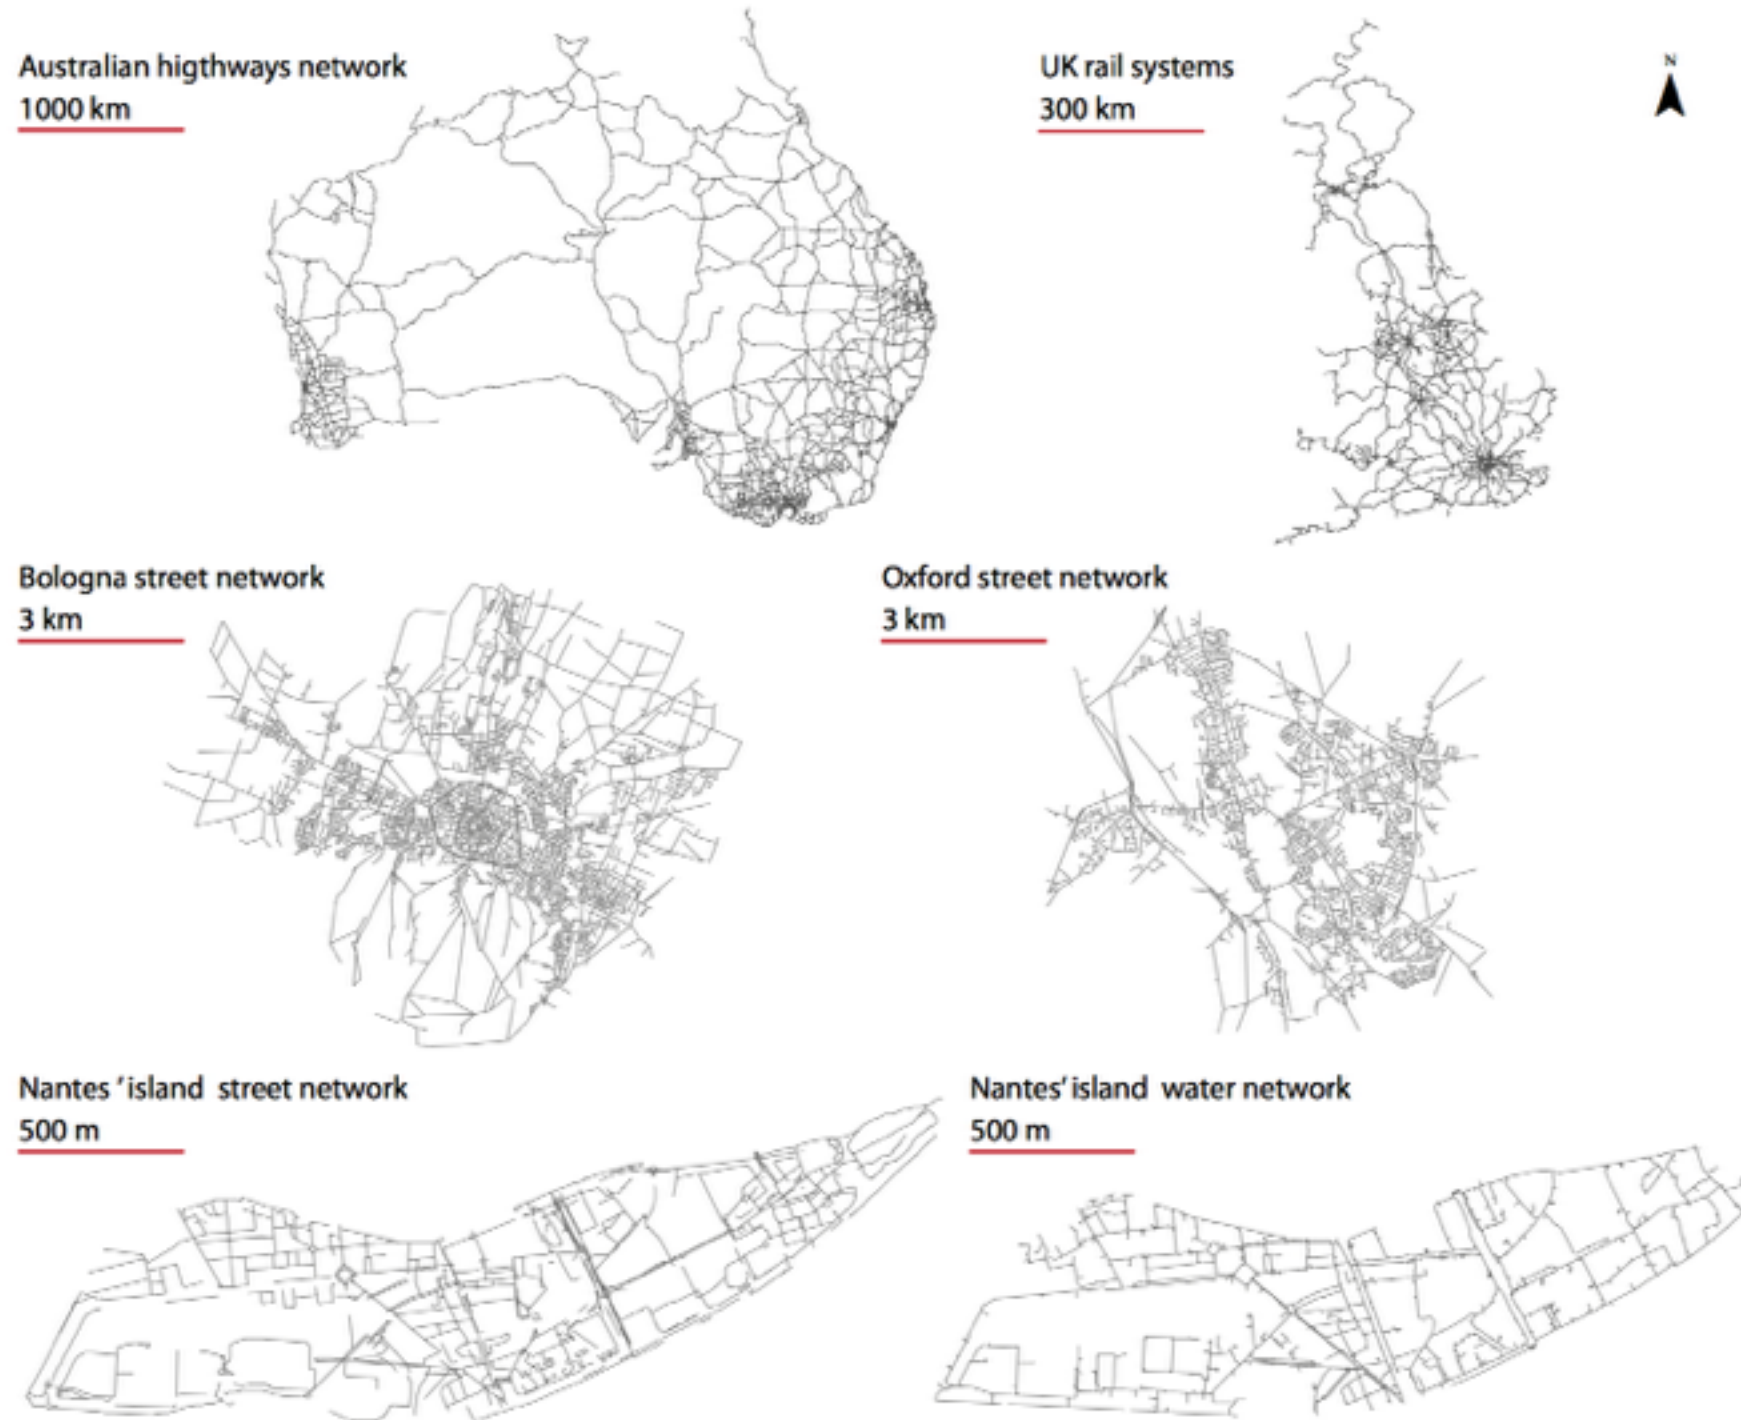 Australian higthways network
1000 km
UK rail systems
300 km
N
Bologna street network
3 km
Oxford street network
3 km
Nantes 'island street network
500 m
Nantes' island water network
500 m